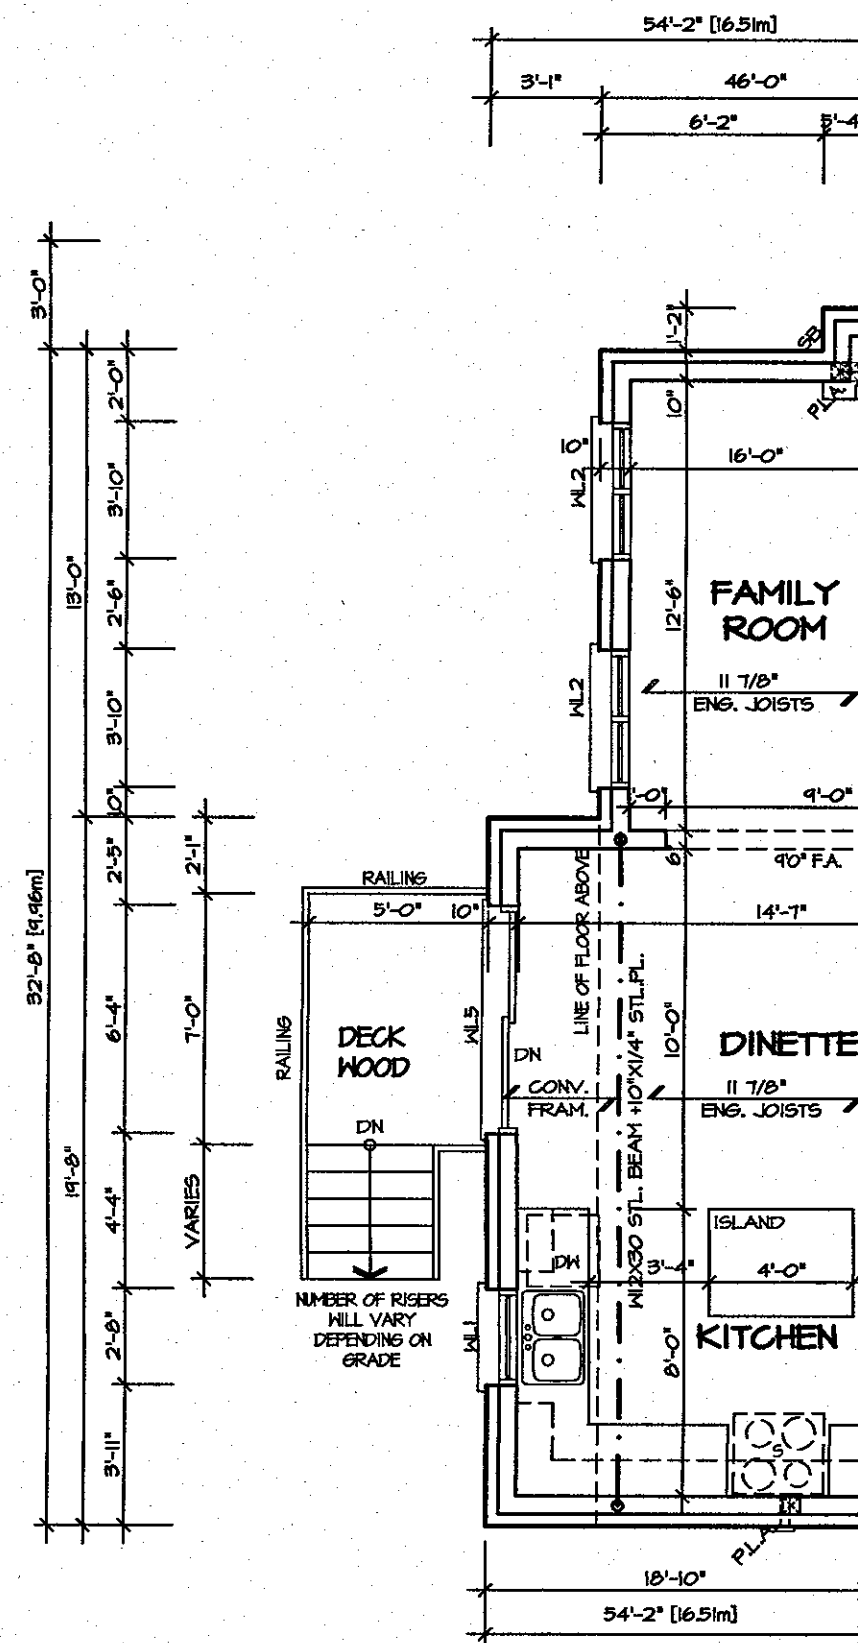 54'-2" [16.51m]
3'-1"
46'-0"
6'-2"
5'-4
3'-0"
2'-0"
3'-10"
13'-0"
2'-6"
3'-10"
10"
2'-5"
2'-1"
32'-8" [9.96m]
6'-4"
7'-0"
19'-8"
4'-4"
VARIES
2'-8"
3'-11"
1'-2"
SB
P.L.
10"
10"
16'-0"
WL2
12'-6"
FAMILY
ROOM
WL2
11 7/8"
ENG. JOISTS
'-0"
9'-0"
6"
9'0" F.A.
RAILING
5'-0"
10"
14'-7"
LINE OF FLOOR ABOVE
RAILING
DECK
WOOD
WL5
DN
W12X30 STL. BEAM +10"X1/4" STL.PL.
10'-0"
DINETTE
CONV.
FRAM.
11 7/8"
ENG. JOISTS
DN
ISLAND
DW
3'-4"
4'-0"
NUMBER OF RISERS
WILL VARY
DEPENDING ON
GRADE
WL1
KITCHEN
8'-0"
S
P.L.A
18'-10"
54'-2" [16.51m]